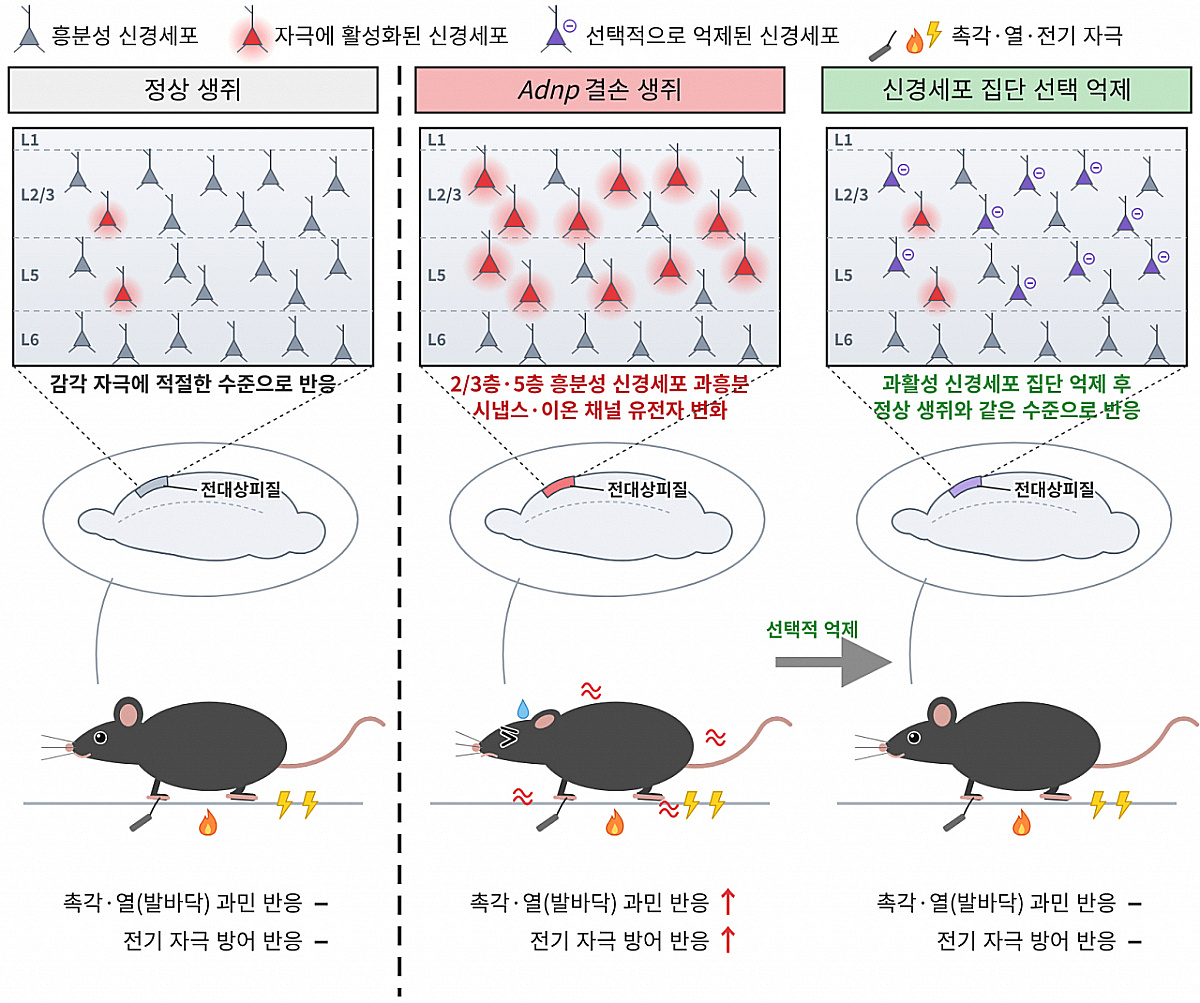 흥분성 신경세포
자극에 활성화된 신경세포
선택적으로 억제된 신경세포
촉각·열·전기 자극
정상 생쥐
Adnp 결손 생쥐
신경세포 집단 선택 억제
L1
L2/3
L5
L6
L1
L2/3
L5
L6
L1
L2/3
L5
L6
감각 자극에 적절한 수준으로 반응
2/3층·5층 흥분성 신경세포 과흥분
시냅스·이온 채널 유전자 변화
과활성 신경세포 집단 억제 후
정상 생쥐와 같은 수준으로 반응
전대상피질
전대상피질
전대상피질
선택적 억제
촉각·열(발바닥) 과민 반응 –
전기 자극 방어 반응 –
촉각·열(발바닥) 과민 반응 ↑
전기 자극 방어 반응 ↑
촉각·열(발바닥) 과민 반응 –
전기 자극 방어 반응 –